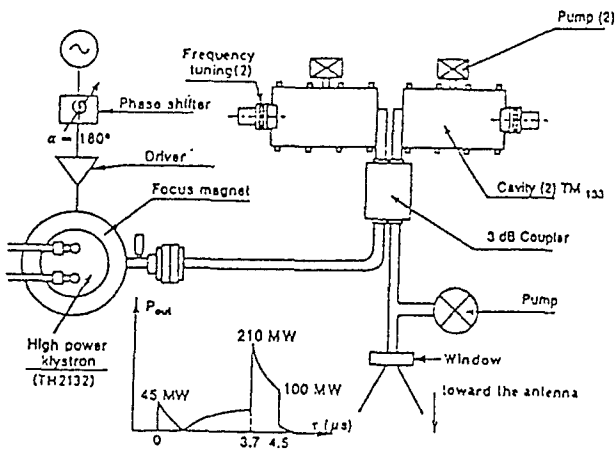 Pump (2)
Frequency
tuning(2)
Phase shifter
α = 180°
Driver
Focus magnet
Cavity (2) TM 133
3 dB Coupler
Pump
Window
toward the antenna
High power
klystron
(TH2132)
Pout
210 MW
100 MW
45 MW
τ (μs)
0
3.7
4.5